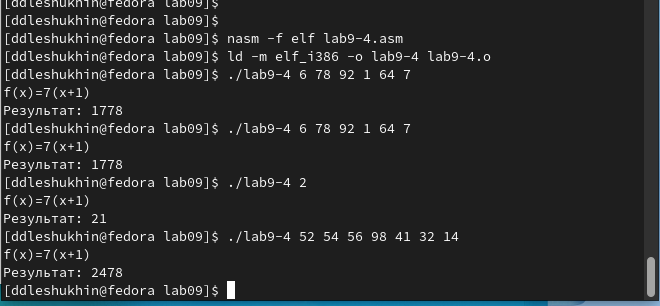 [ddleshukhin@fedora lab09]$
[ddleshukhin@fedora lab09]$
[ddleshukhin@fedora lab09]$ nasm -f elf lab9-4.asm
[ddleshukhin@fedora lab09]$ ld -m elf_i386 -o lab9-4 lab9-4.o
[ddleshukhin@fedora lab09]$ ./lab9-4 6 78 92 1 64 7
f(x)=7(x+1)
Результат: 1778
[ddleshukhin@fedora lab09]$ ./lab9-4 6 78 92 1 64 7
f(x)=7(x+1)
Результат: 1778
[ddleshukhin@fedora lab09]$ ./lab9-4 2
f(x)=7(x+1)
Результат: 21
[ddleshukhin@fedora lab09]$ ./lab9-4 52 54 56 98 41 32 14
f(x)=7(x+1)
Результат: 2478
[ddleshukhin@fedora lab09]$